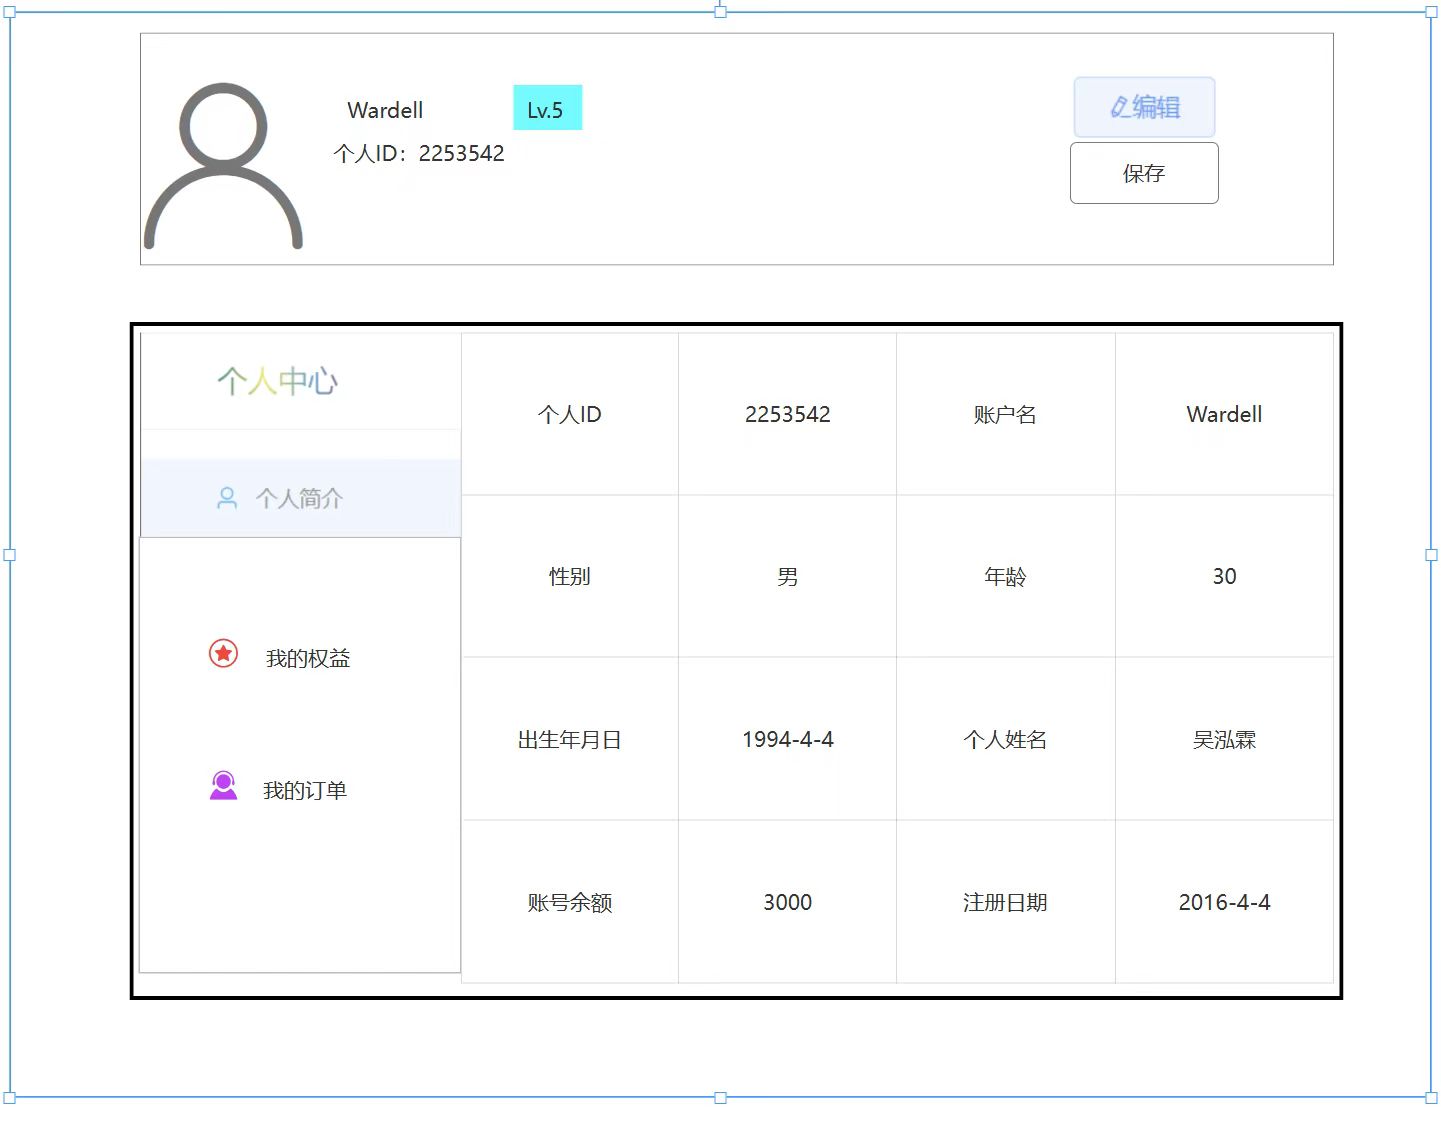 Wardell Lv.5
个人ID：2253542
编辑
保存
个人中心
个人简介
我的权益
我的订单
个人ID 2253542 账户名 Wardell
性别 男 年龄 30
出生年月日 1994-4-4 个人姓名 吴泓霖
账号余额 3000 注册日期 2016-4-4